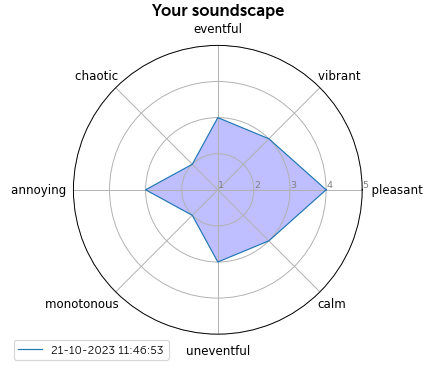 Your soundscape
eventful
chaotic
vibrant
annoying
1
2
3
4
5
pleasant
monotonous
calm
uneventful
21-10-2023 11:46:53